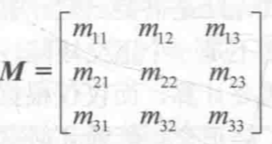 M = [ m₁₁ m₁₂ m₁₃
m₂₁ m₂₂ m₂₃
m₃₁ m₃₂ m₃₃ ]